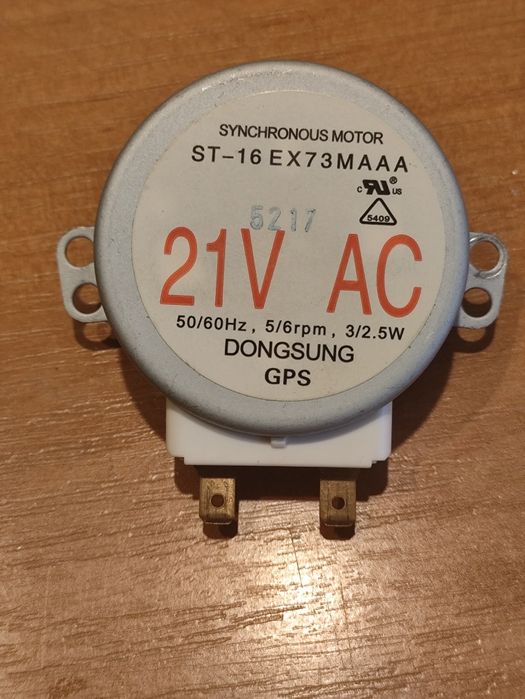 SYNCHRONOUS MOTOR
ST-16 EX73MAAA
c RU ® US
5409
5217
21V AC
50/60Hz, 5/6rpm, 3/2.5W
DONGSUNG
GPS